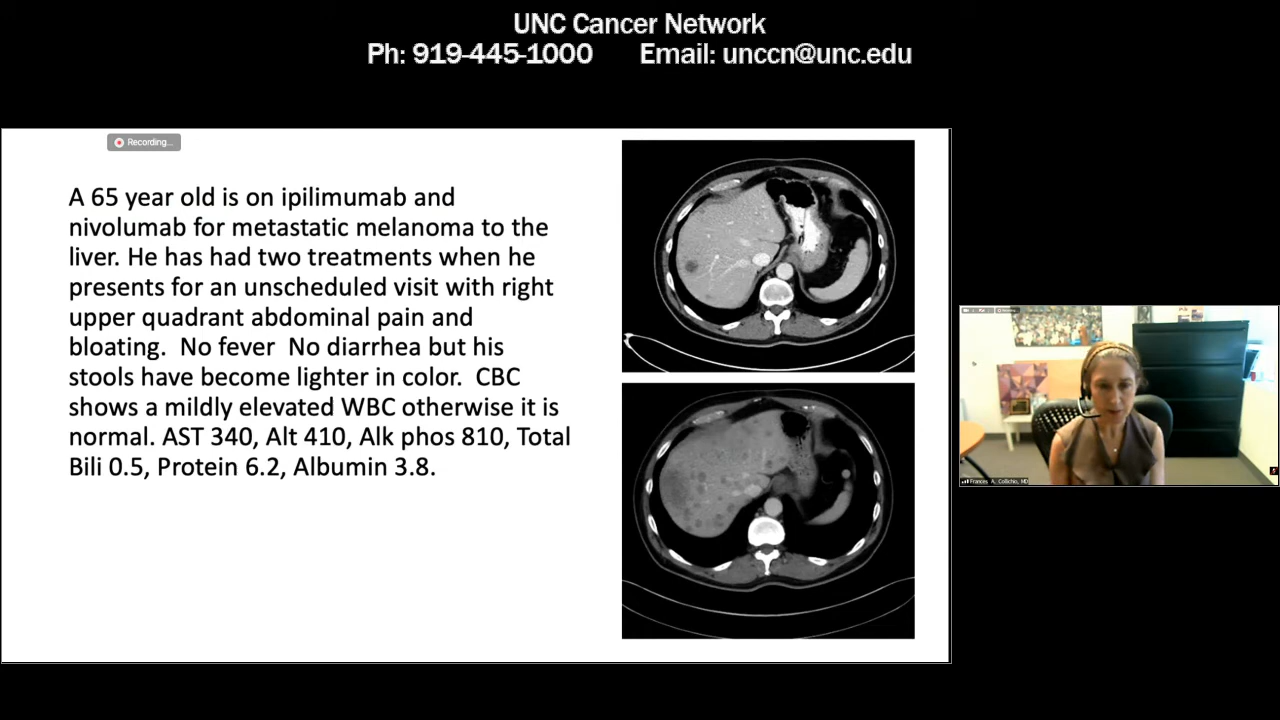 UNC Cancer Network
Ph: 919-445-1000 Email: unccn@unc.edu
Recording...
A 65 year old is on ipilimumab and
nivolumab for metastatic melanoma to the
liver. He has had two treatments when he
presents for an unscheduled visit with right
upper quadrant abdominal pain and
bloating.  No fever  No diarrhea but his
stools have become lighter in color.  CBC
shows a mildly elevated WBC otherwise it is
normal. AST 340, Alt 410, Alk phos 810, Total
Bili 0.5, Protein 6.2, Albumin 3.8.
Frances A. Collichio, MD